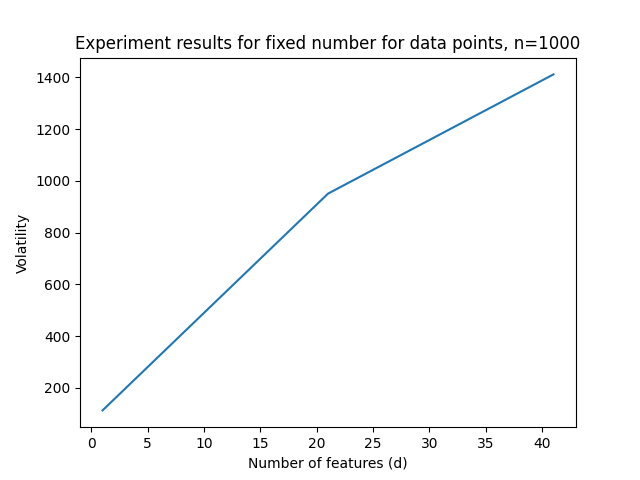 Experiment results for fixed number for data points, n=1000
1400
1200
1000
800
600
400
200
Volatility
0 5 10 15 20 25 30 35 40
Number of features (d)